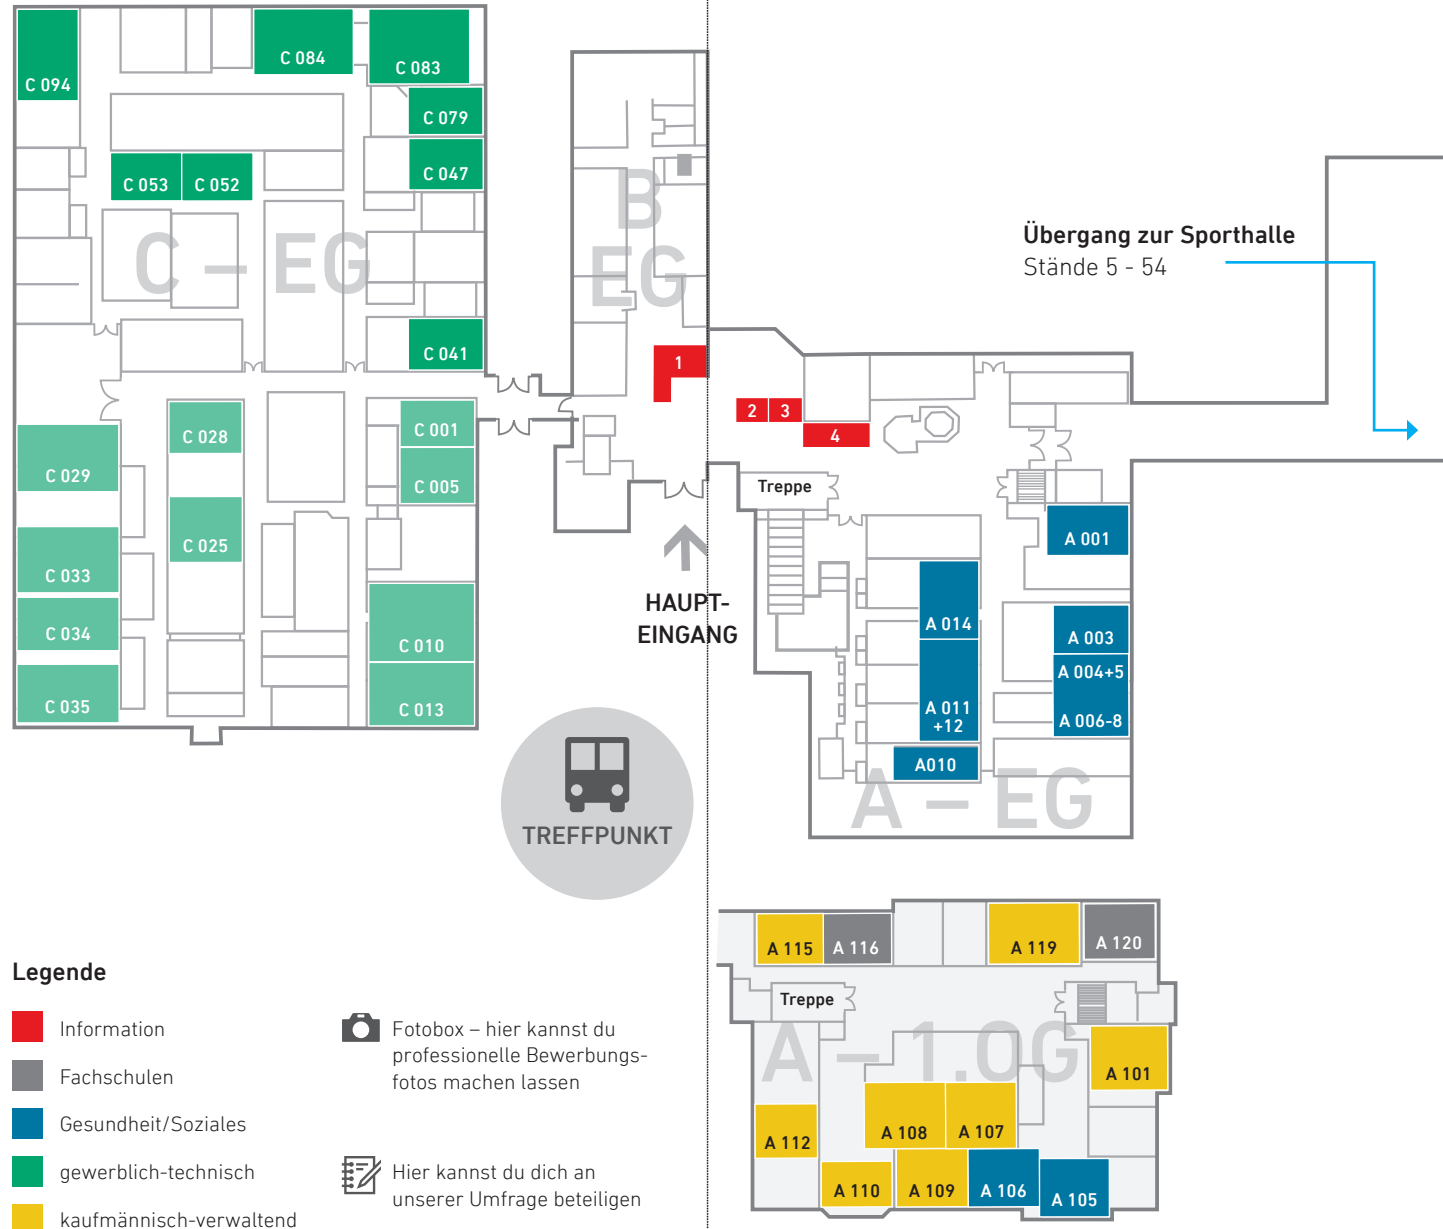 C 094
C 084
C 083
C 079
C 047
C 053
C 052
C – EG
C 041
C 028
C 001
C 029
C 005
C 025
C 033
C 034
C 010
C 035
C 013
B
EG
1
2
3
4
Übergang zur Sporthalle
Stände 5 - 54
Treppe
HAUPT-
EINGANG
A 001
A 014
A 003
A 004+5
A 011
+12
A 006-8
A010
A – EG
TREFFPUNKT
A 115
A 116
A 119
A 120
Treppe
A – 1.OG
A 101
A 108
A 107
A 112
A 110
A 109
A 106
A 105
Legende
Information
Fachschulen
Gesundheit/Soziales
gewerblich-technisch
kaufmännisch-verwaltend
Fotobox – hier kannst du
professionelle Bewerbungs-
fotos machen lassen
Hier kannst du dich an
unserer Umfrage beteiligen